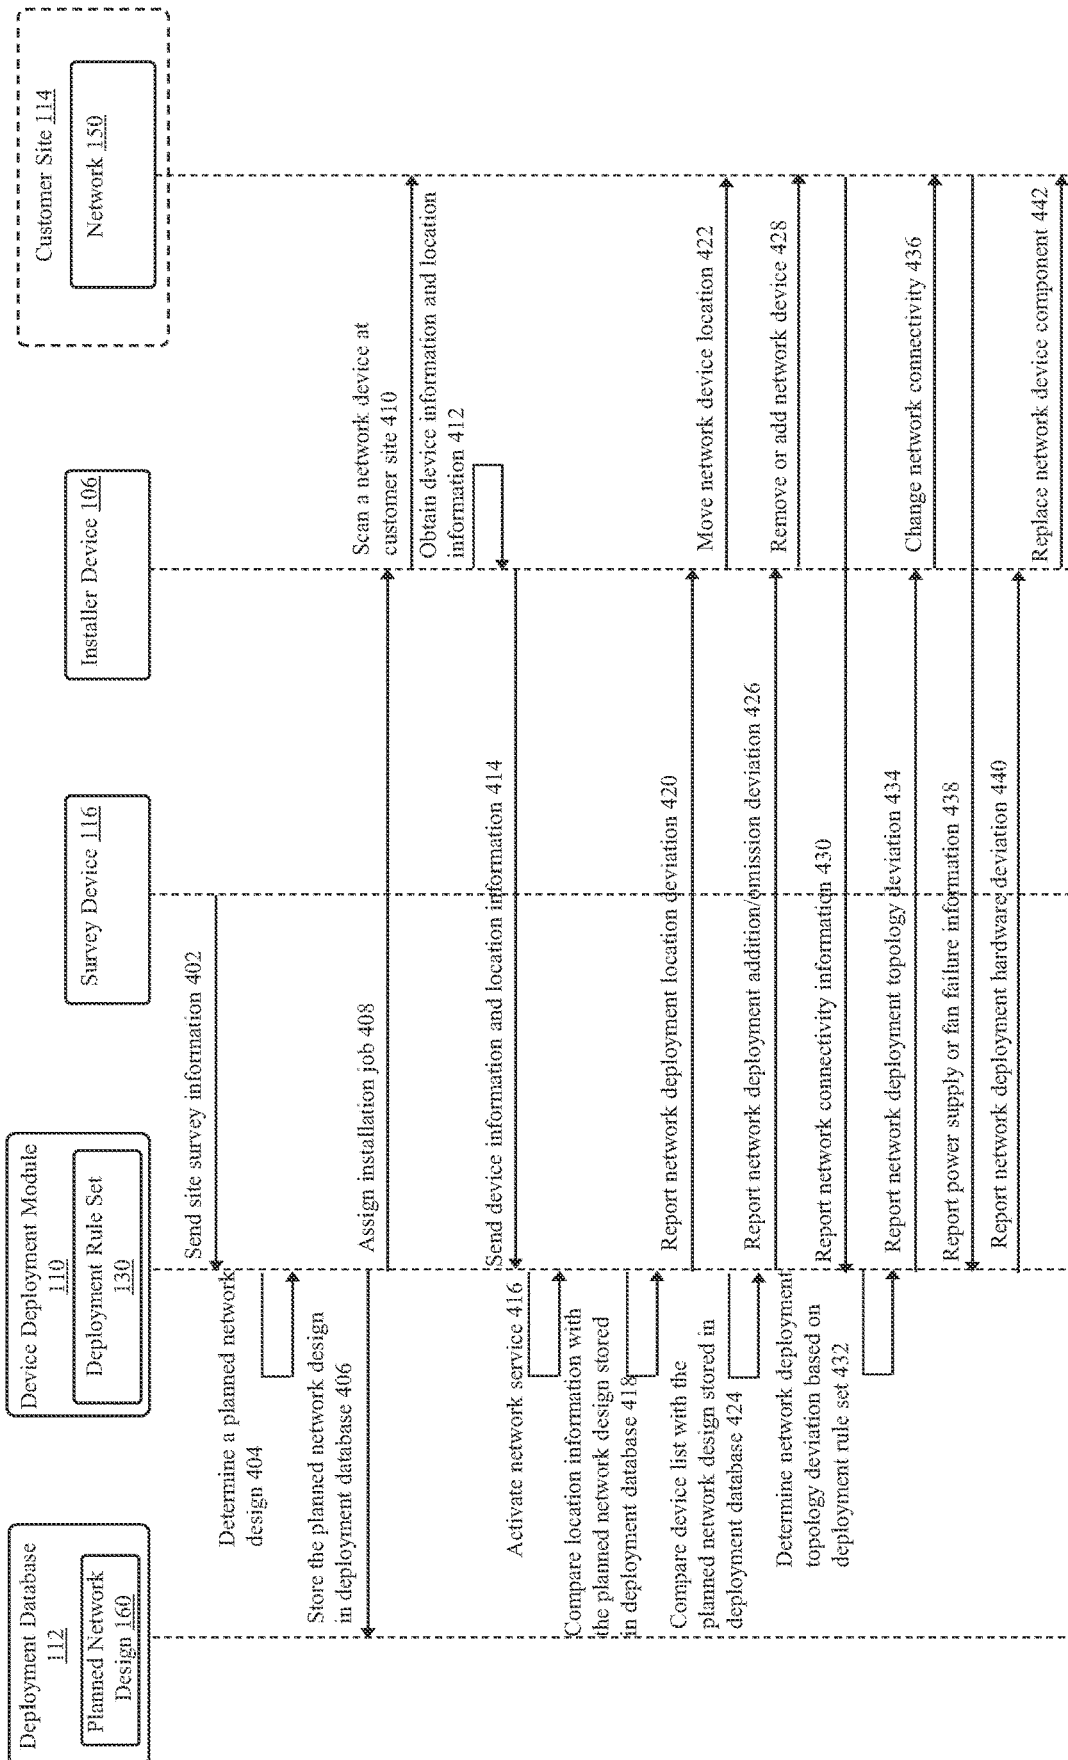 Deployment Database
112
Planned Network
Design 160
Device Deployment Module
110
Deployment Rule Set
130
Survey Device 116
Installer Device 106
Customer Site 114
Network 150
Send site survey information 402
Determine a planned network
design 404
Store the planned network design
in deployment database 406
Assign installation job 408
Scan a network device at
customer site 410
Obtain device information and location
information 412
Send device information and location information 414
Activate network service 416
Compare location information with
the planned network design stored
in deployment database 418
Report network deployment location deviation 420
Move network device location 422
Compare device list with the
planned network design stored in
deployment database 424
Report network deployment addition/omission deviation 426
Remove or add network device 428
Report network connectivity information 430
Determine network deployment
topology deviation based on
deployment rule set 432
Report network deployment topology deviation 434
Change network connectivity 436
Report power supply or fan failure information 438
Report network deployment hardware deviation 440
Replace network device component 442